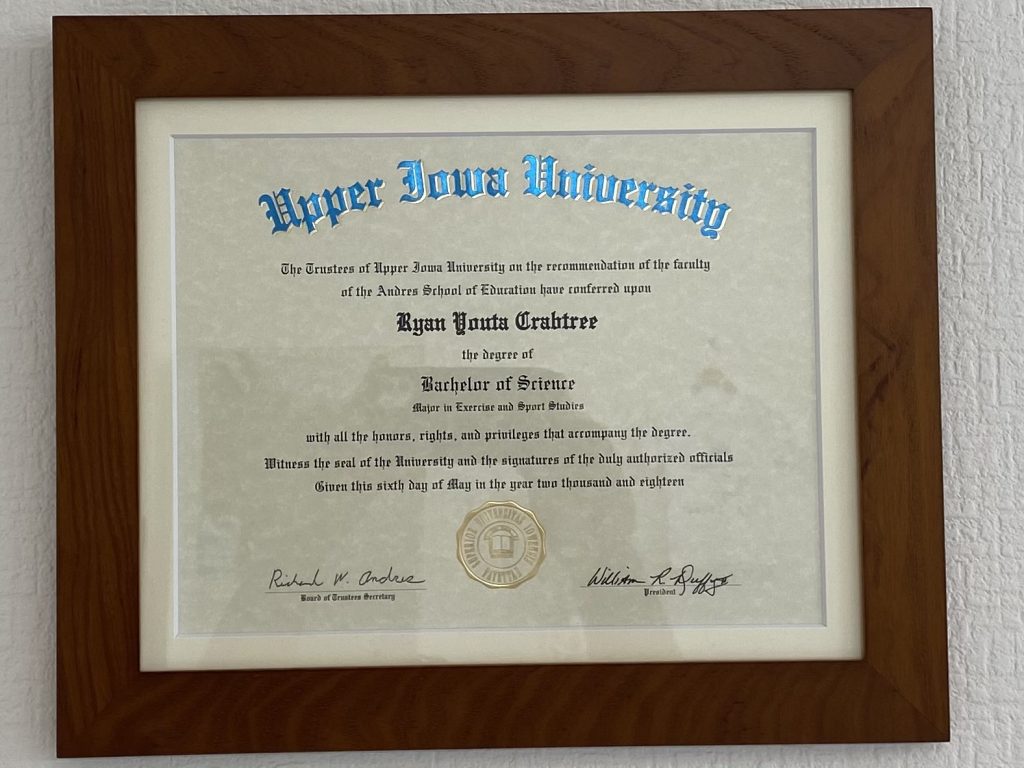 Upper Iowa University
The Trustees of Upper Iowa University on the recommendation of the faculty
of the Andres School of Education have conferred upon
Ryan Youta Crabtree
the degree of
Bachelor of Science
Major in Exercise and Sport Studies
with all the honors, rights, and privileges that accompany the degree.
Witness the seal of the University and the signatures of the duly authorized officials
Given this sixth day of May in the year two thousand and eighteen
Richard W. Andres
Board of Trustees Secretary
William R. Duffy
President